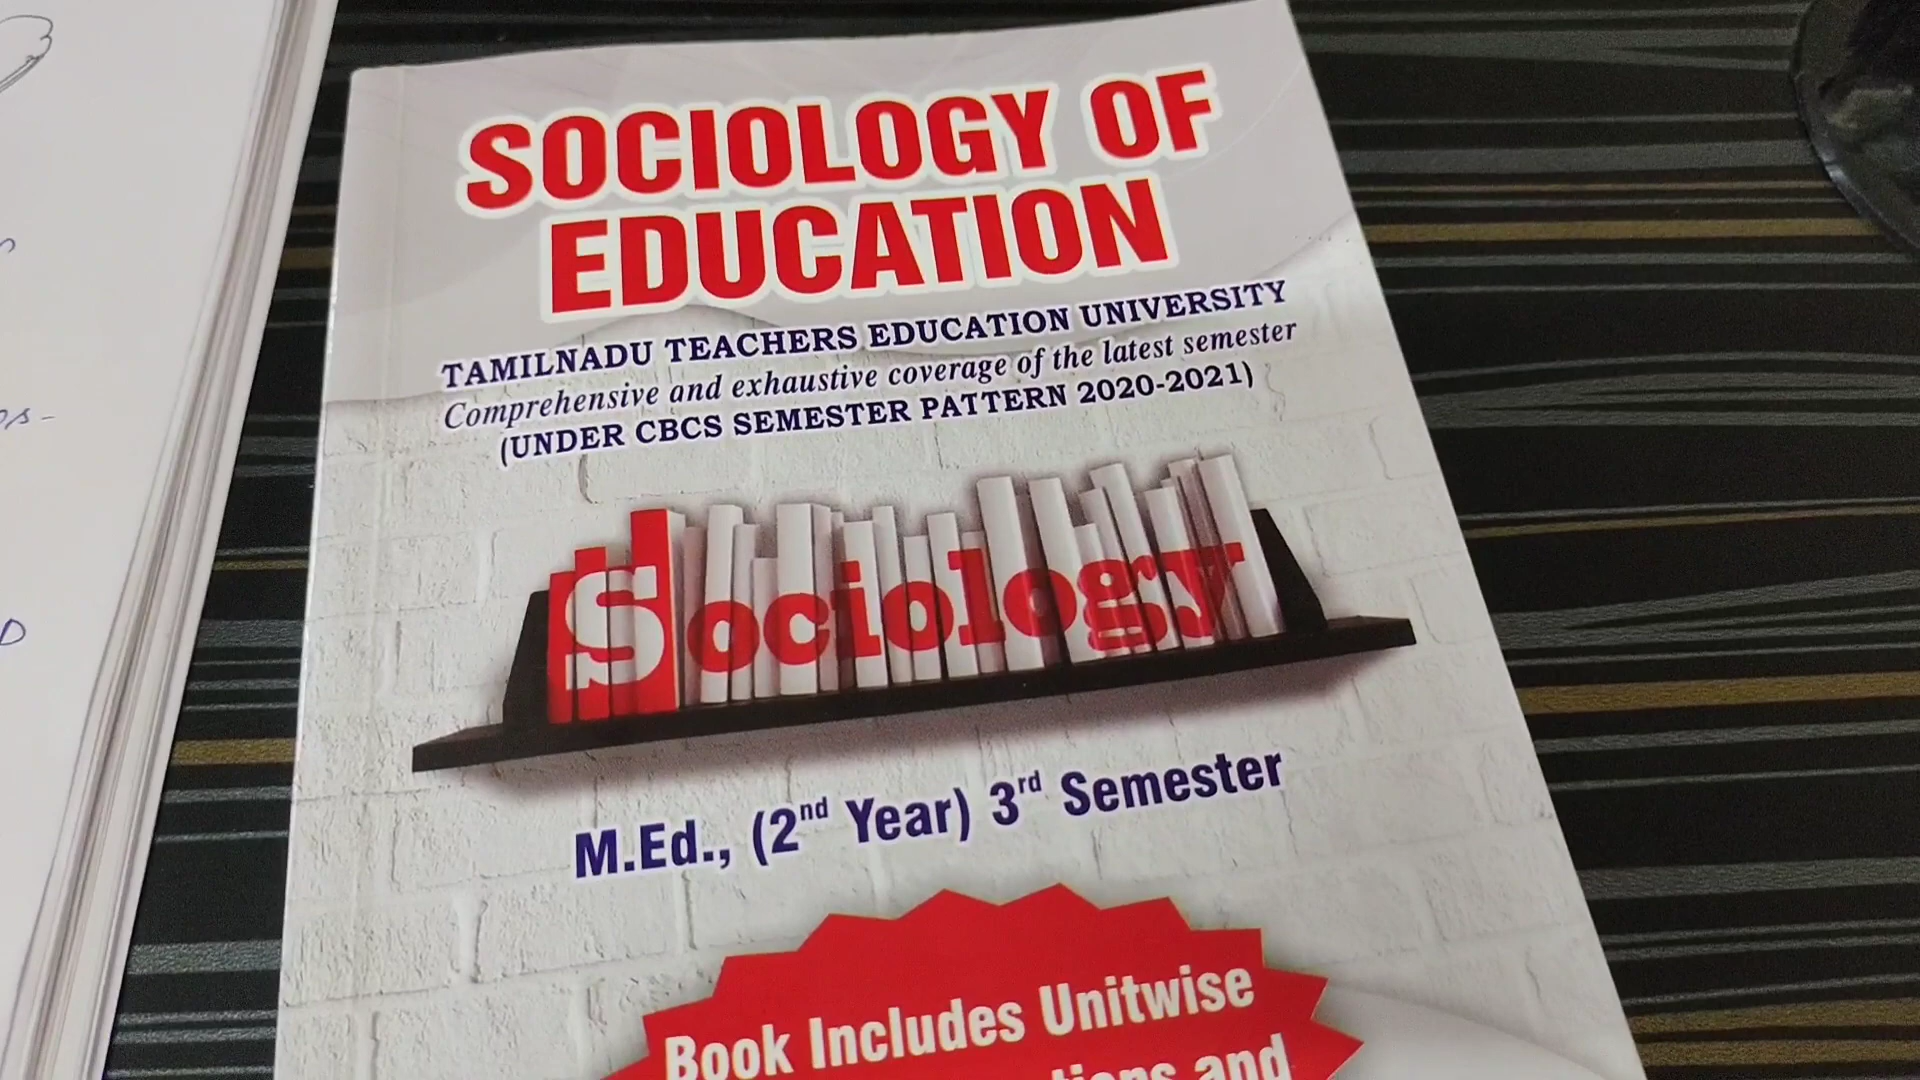 SOCIOLOGY OF
EDUCATION
TAMILNADU TEACHERS EDUCATION UNIVERSITY
Comprehensive and exhaustive coverage of the latest semester
(UNDER CBCS SEMESTER PATTERN 2020-2021)
Sociology
M.Ed., (2nd Year) 3rd Semester
Book Includes Unitwise
and